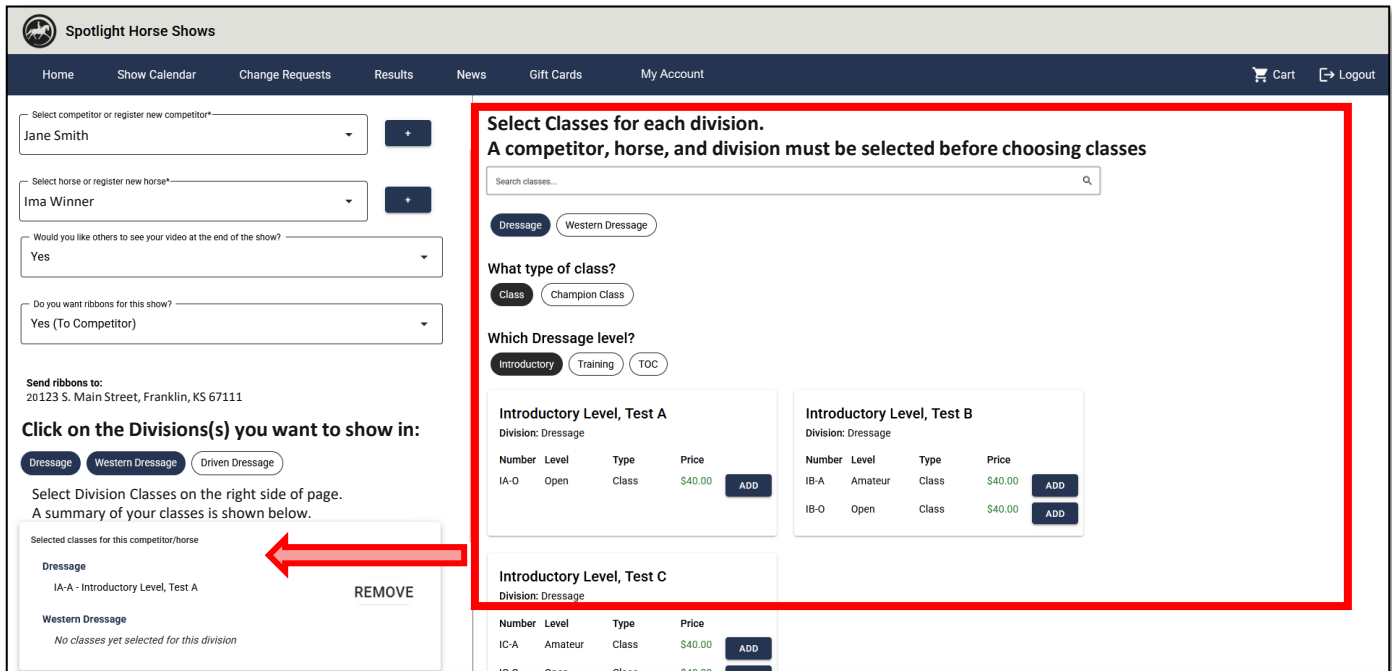 Spotlight Horse Shows
Home Show Calendar Change Requests Results News Gift Cards My Account Cart Logout
Select competitor or register new competitor*
Jane Smith
+
Select horse or register new horse*
Ima Winner
+
Would you like others to see your video at the end of the show?
Yes
Do you want ribbons for this show?
Yes (To Competitor)
Send ribbons to:
20123 S. Main Street, Franklin, KS 67111
Click on the Divisions(s) you want to show in:
Dressage Western Dressage Driven Dressage
Select Division Classes on the right side of page.
A summary of your classes is shown below.
Selected classes for this competitor/horse
Dressage
IA-A - Introductory Level, Test A
REMOVE
Western Dressage
No classes yet selected for this division
Select Classes for each division.
A competitor, horse, and division must be selected before choosing classes
Search classes...
Dressage Western Dressage
What type of class?
Class Champion Class
Which Dressage level?
Introductory Training TOC
Introductory Level, Test A
Division: Dressage
Number Level Type Price
IA-O Open Class $40.00 ADD
Introductory Level, Test B
Division: Dressage
Number Level Type Price
IB-A Amateur Class $40.00 ADD
IB-O Open Class $40.00 ADD
Introductory Level, Test C
Division: Dressage
Number Level Type Price
IC-A Amateur Class $40.00 ADD